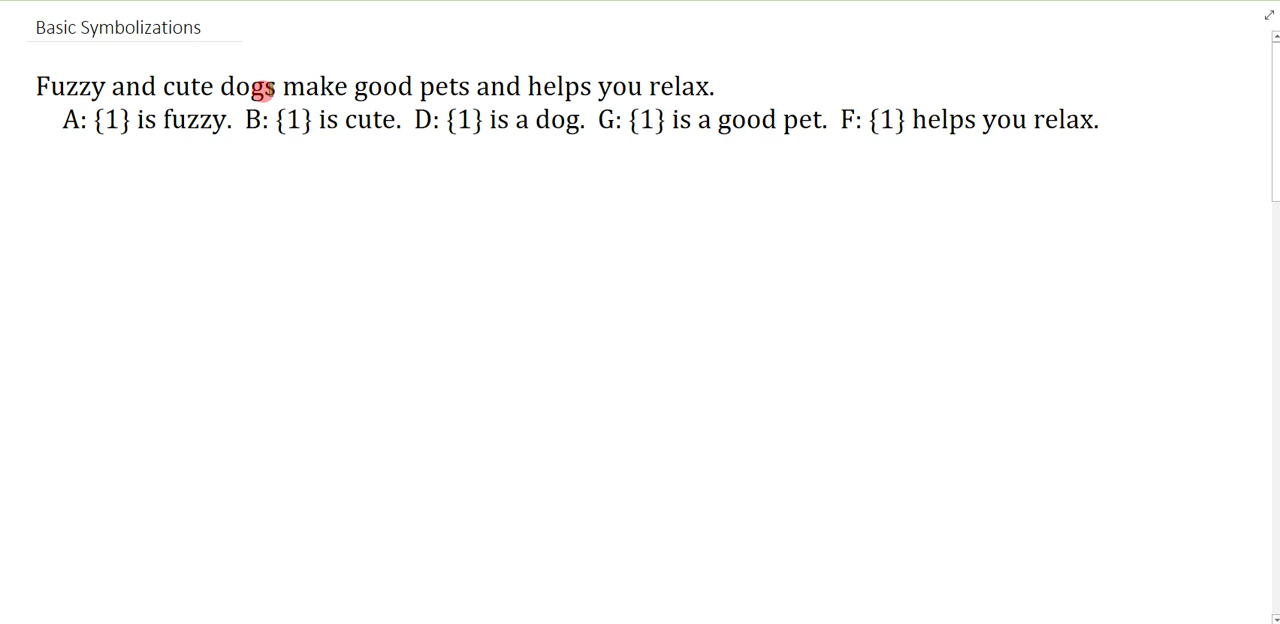 Basic Symbolizations
Fuzzy and cute dogs make good pets and helps you relax.
A: {1} is fuzzy. B: {1} is cute. D: {1} is a dog. G: {1} is a good pet. F: {1} helps you relax.